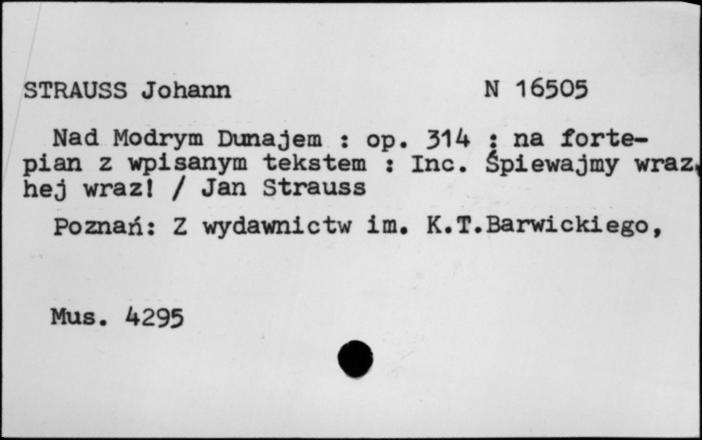 STRAUSS Johann N 16505
Nad Modrym Dunajem : op. 314 : na forte-
pian z wpisanym tekstem : Inc. Śpiewajmy wraz,
hej wraz! / Jan Strauss
Poznań: Z wydawnictw im. K.T.Barwickiego,
Mus. 4295